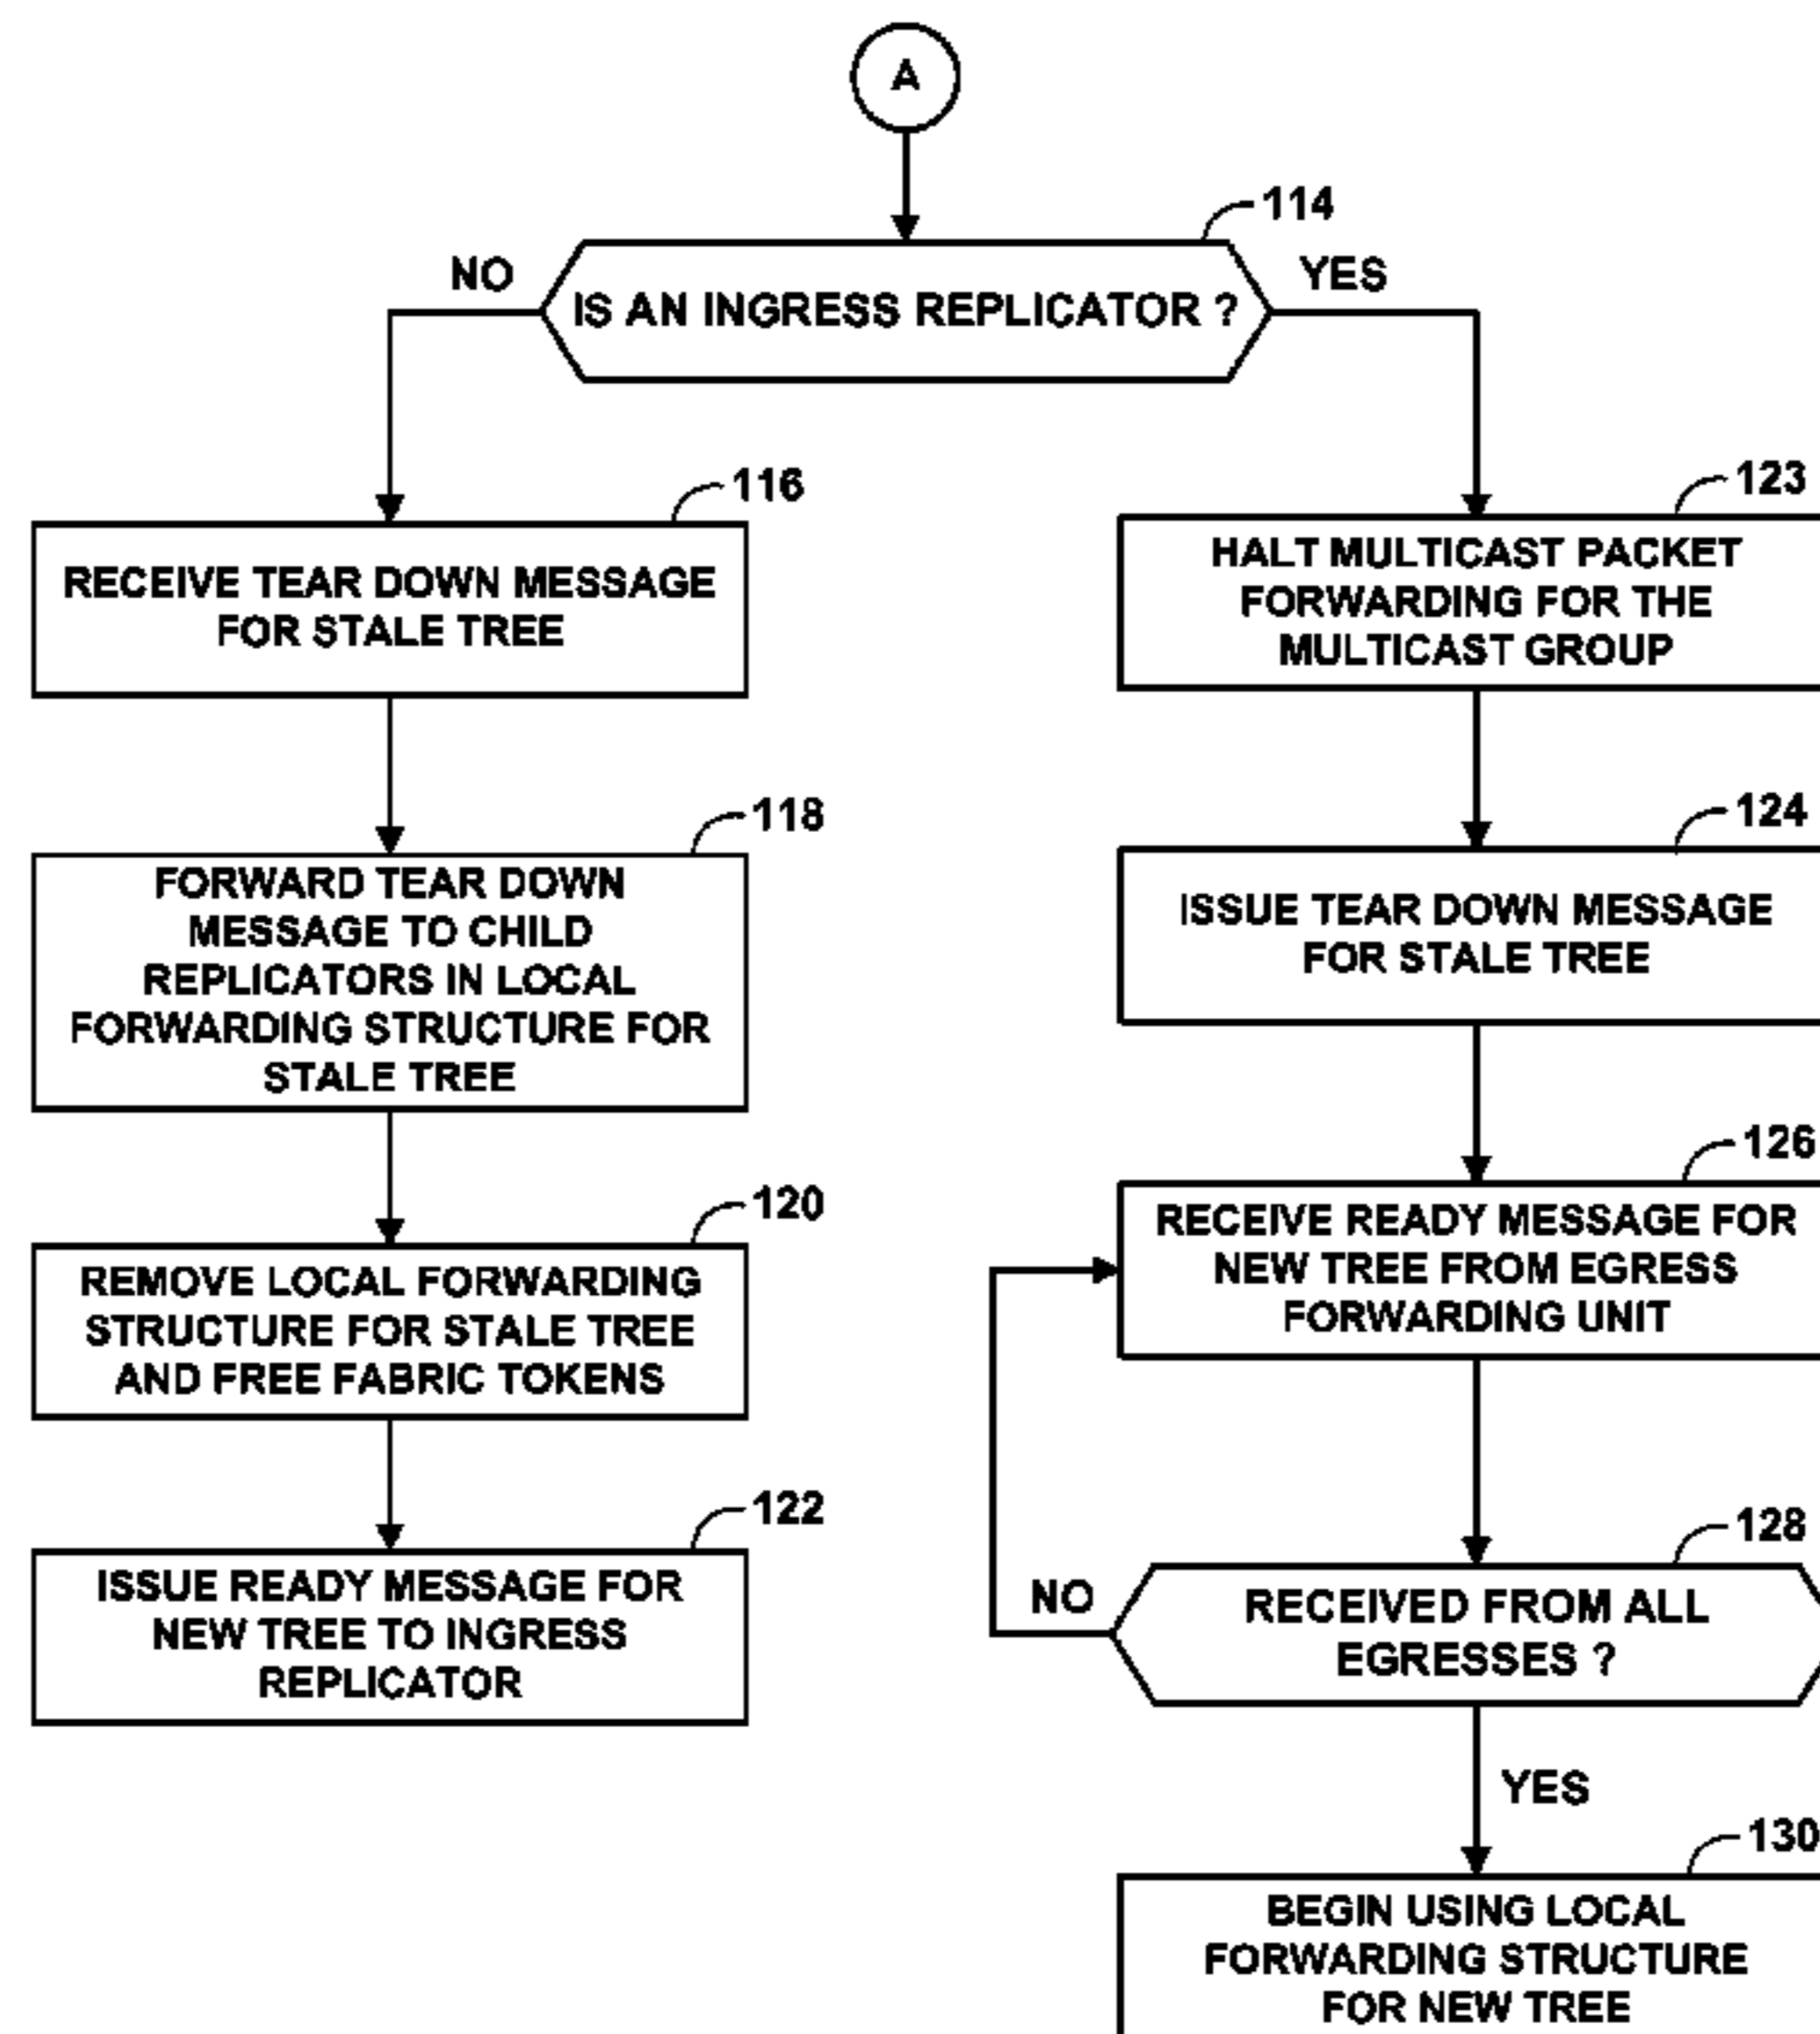 A
114
NO
IS AN INGRESS REPLICATOR ?
YES
116
RECEIVE TEAR DOWN MESSAGE
FOR STALE TREE
118
FORWARD TEAR DOWN
MESSAGE TO CHILD
REPLICATORS IN LOCAL
FORWARDING STRUCTURE FOR
STALE TREE
120
REMOVE LOCAL FORWARDING
STRUCTURE FOR STALE TREE
AND FREE FABRIC TOKENS
122
ISSUE READY MESSAGE FOR
NEW TREE TO INGRESS
REPLICATOR
123
HALT MULTICAST PACKET
FORWARDING FOR THE
MULTICAST GROUP
124
ISSUE TEAR DOWN MESSAGE
FOR STALE TREE
126
RECEIVE READY MESSAGE FOR
NEW TREE FROM EGRESS
FORWARDING UNIT
128
NO
RECEIVED FROM ALL
EGRESSES ?
YES
130
BEGIN USING LOCAL
FORWARDING STRUCTURE
FOR NEW TREE